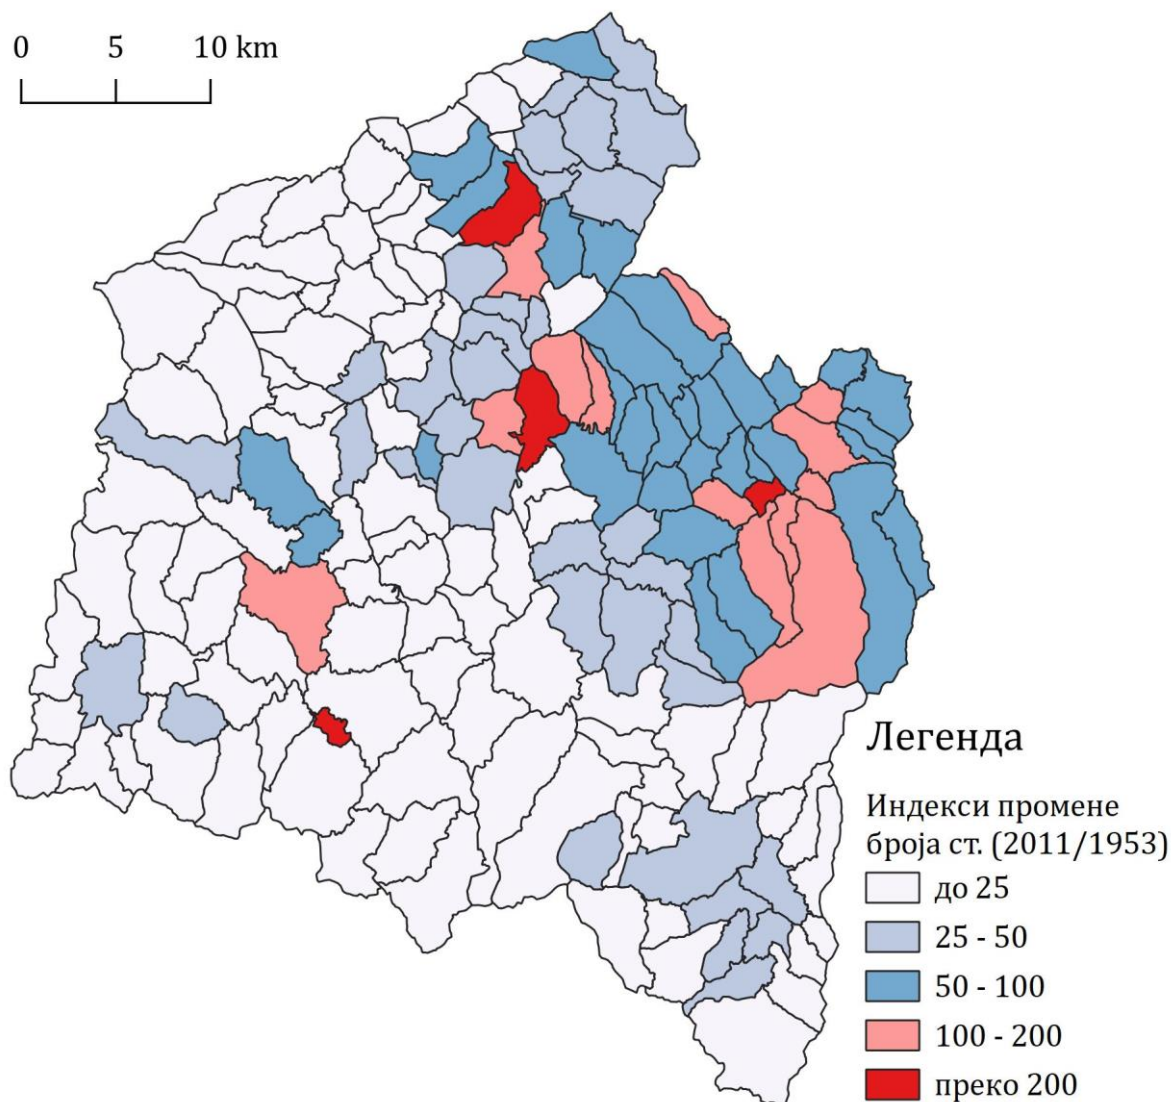 0 5 10 km
Легенда
Индекси промене
броја ст. (2011/1953)
до 25
25 - 50
50 - 100
100 - 200
преко 200